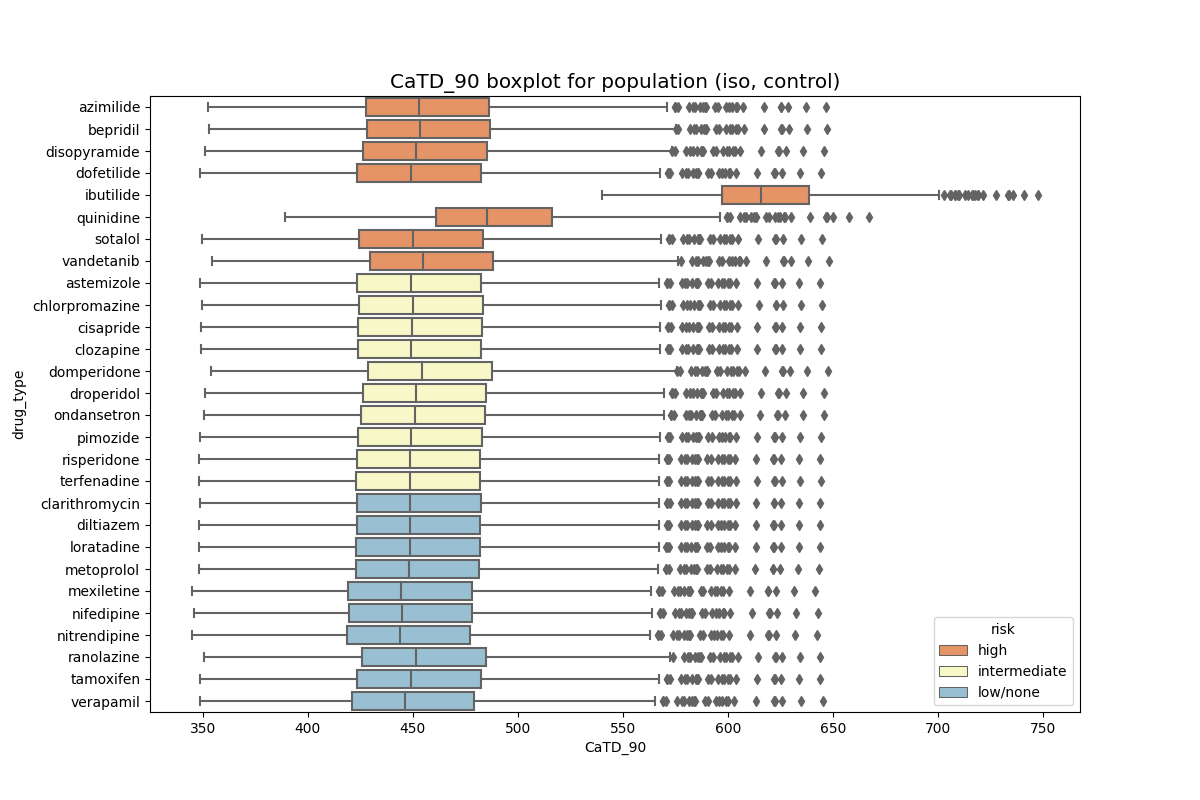 CaTD_90 boxplot for population (iso, control)
drug_type
azimilide
bepridil
disopyramide
dofetilide
ibutilide
quinidine
sotalol
vandetanib
astemizole
chlorpromazine
cisapride
clozapine
domperidone
droperidol
ondansetron
pimozide
risperidone
terfenadine
clarithromycin
diltiazem
loratadine
metoprolol
mexiletine
nifedipine
nitrendipine
ranolazine
tamoxifen
verapamil
risk
high
intermediate
low/none
350 400 450 500 550 600 650 700 750
CaTD_90